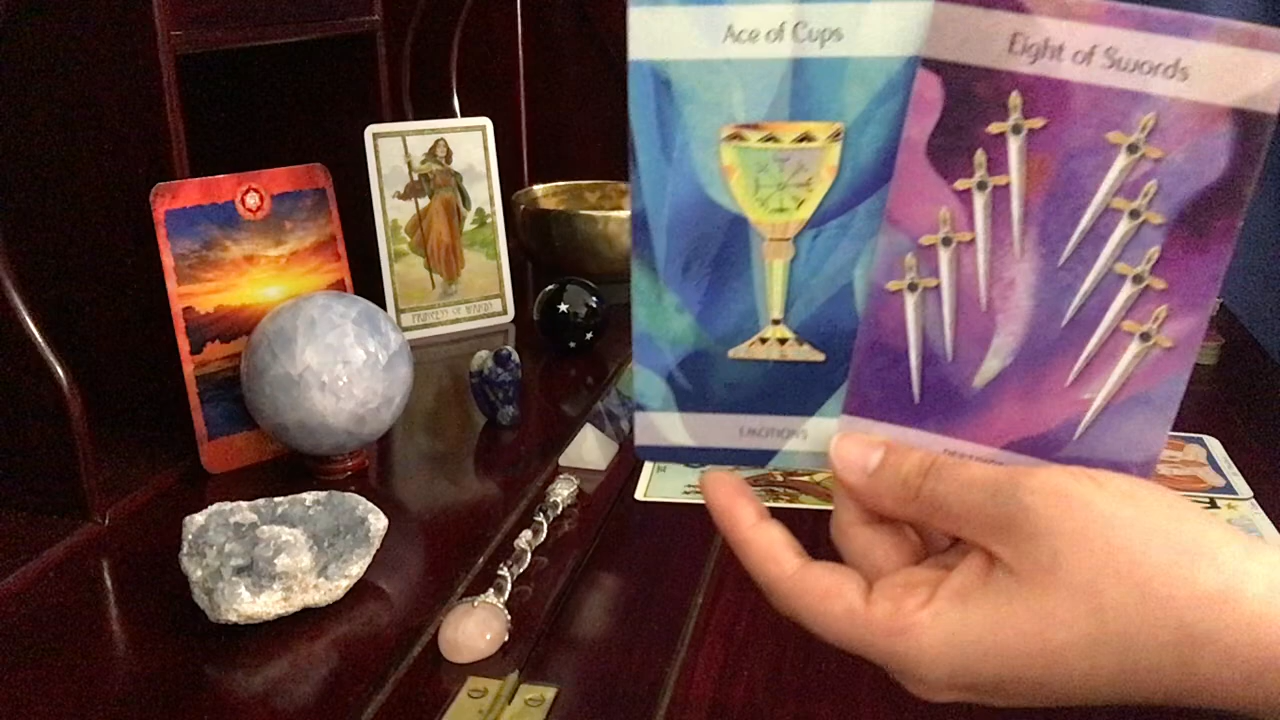 Ace of Cups
Eight of Swords
PRINCESS OF WANDS
EMOTIONS